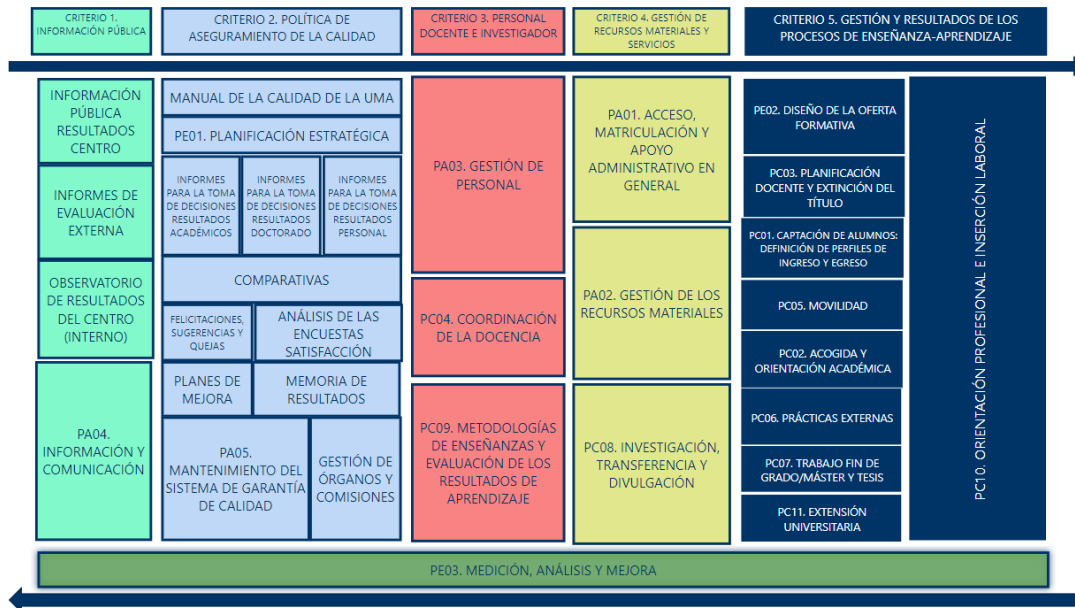 CRITERIO 1.
INFORMACIÓN PÚBLICA
CRITERIO 2. POLÍTICA DE
ASEGURAMIENTO DE LA CALIDAD
CRITERIO 3. PERSONAL
DOCENTE E INVESTIGADOR
CRITERIO 4. GESTIÓN DE
RECURSOS MATERIALES Y
SERVICIOS
CRITERIO 5. GESTIÓN Y RESULTADOS DE LOS
PROCESOS DE ENSEÑANZA-APRENDIZAJE
INFORMACIÓN
PÚBLICA
RESULTADOS
CENTRO
INFORMES DE
EVALUACIÓN
EXTERNA
OBSERVATORIO
DE RESULTADOS
DEL CENTRO
(INTERNO)
PA04.
INFORMACIÓN Y
COMUNICACIÓN
MANUAL DE LA CALIDAD DE LA UMA
PE01. PLANIFICACIÓN ESTRATÉGICA
INFORMES
PARA LA TOMA
DE DECISIONES
RESULTADOS
ACADÉMICOS
INFORMES
PARA LA TOMA
DE DECISIONES
RESULTADOS
DOCTORADO
INFORMES
PARA LA TOMA
DE DECISIONES
RESULTADOS
PERSONAL
COMPARATIVAS
FELICITACIONES,
SUGERENCIAS Y
QUEJAS
ANÁLISIS DE LAS
ENCUESTAS
SATISFACCIÓN
PLANES DE
MEJORA
MEMORIA DE
RESULTADOS
PA05.
MANTENIMIENTO DEL
SISTEMA DE GARANTÍA
DE CALIDAD
GESTIÓN DE
ÓRGANOS Y
COMISIONES
PA03. GESTIÓN DE
PERSONAL
PC04. COORDINACIÓN
DE LA DOCENCIA
PC09. METODOLOGÍAS
DE ENSEÑANZAS Y
EVALUACIÓN DE LOS
RESULTADOS DE
APRENDIZAJE
PA01. ACCESO,
MATRICULACIÓN Y
APOYO
ADMINISTRATIVO EN
GENERAL
PA02. GESTIÓN DE LOS
RECURSOS MATERIALES
PC08. INVESTIGACIÓN,
TRANSFERENCIA Y
DIVULGACIÓN
PE02. DISEÑO DE LA OFERTA
FORMATIVA
PC03. PLANIFICACIÓN
DOCENTE Y EXTINCIÓN DEL
TÍTULO
PC01. CAPTACIÓN DE ALUMNOS:
DEFINICIÓN DE PERFILES DE
INGRESO Y EGRESO
PC05. MOVILIDAD
PC02. ACOGIDA Y
ORIENTACIÓN ACADÉMICA
PC06. PRÁCTICAS EXTERNAS
PC07. TRABAJO FIN DE
GRADO/MÁSTER Y TESIS
PC11. EXTENSIÓN
UNIVERSITARIA
PC10. ORIENTACIÓN PROFESIONAL E INSERCIÓN LABORAL
PE03. MEDICIÓN, ANÁLISIS Y MEJORA